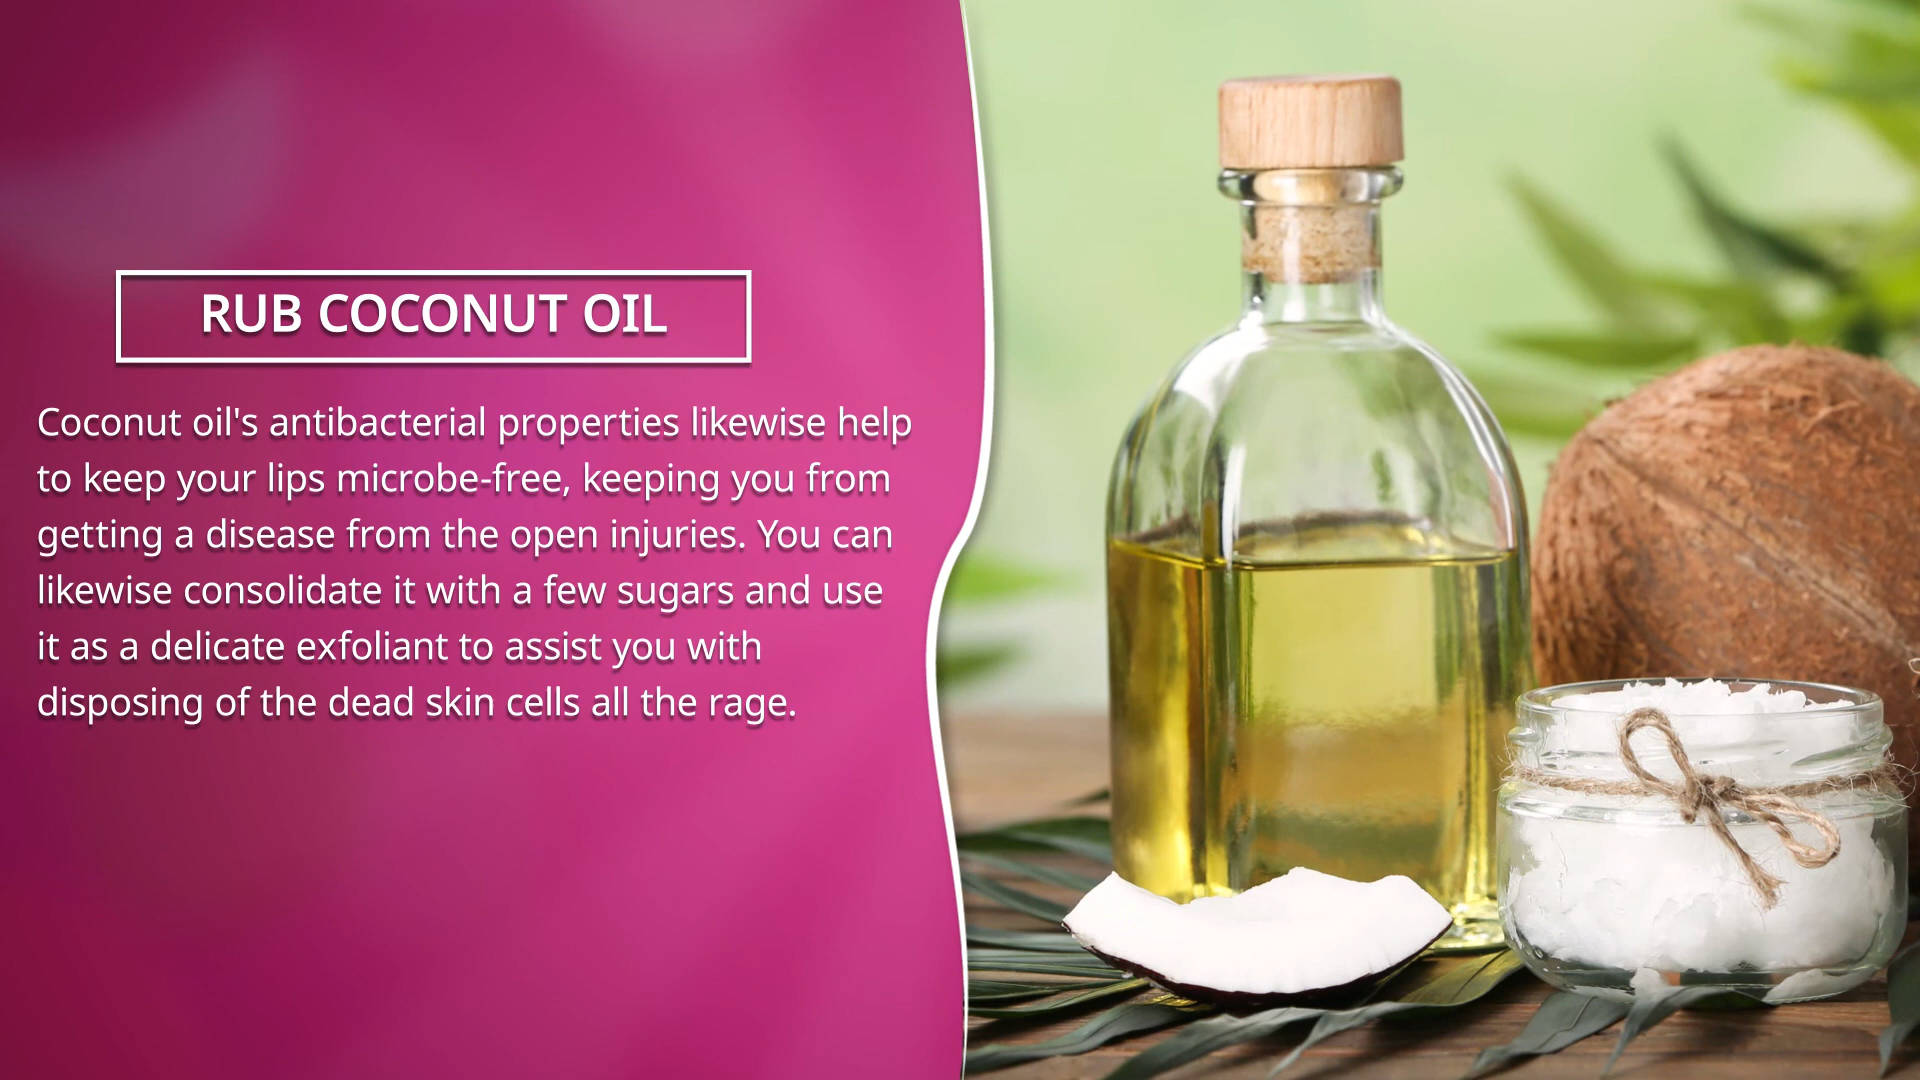 RUB COCONUT OIL
Coconut oil's antibacterial properties likewise help
to keep your lips microbe-free, keeping you from
getting a disease from the open injuries. You can
likewise consolidate it with a few sugars and use
it as a delicate exfoliant to assist you with
disposing of the dead skin cells all the rage.